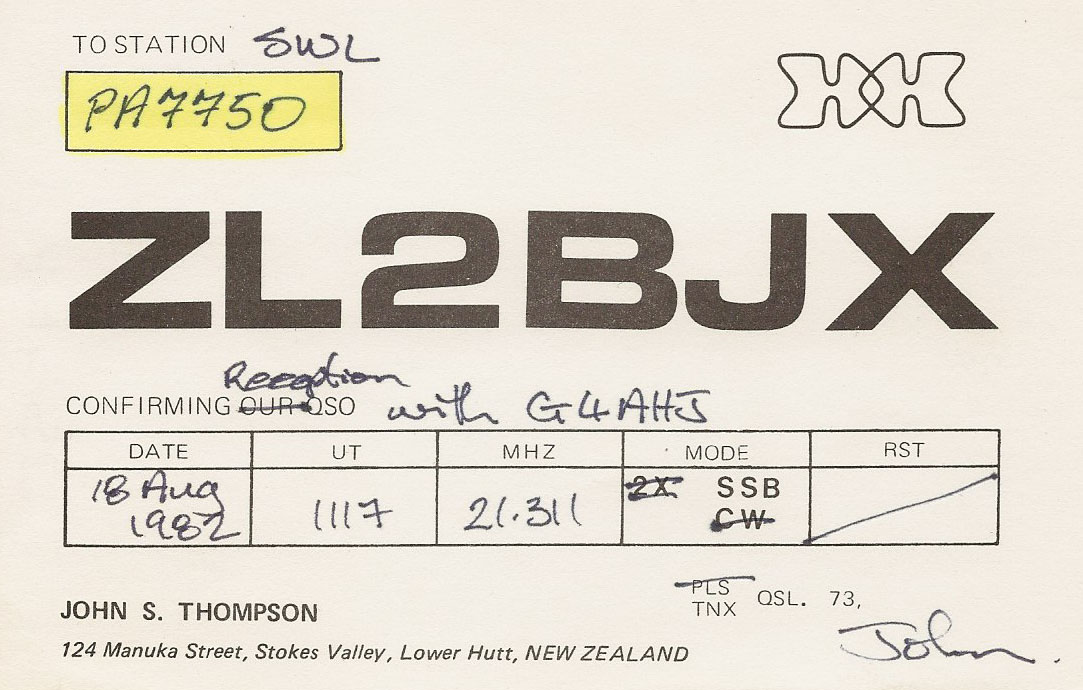 TO STATION SWL
PA7750
ZL2BJX
Reception
CONFIRMING OUR QSO with G4AHJ
DATE UT MHZ MODE RST
18 Aug 1117 21.311 2X SSB
1982 CW
JOHN S. THOMPSON
PLS
TNX QSL. 73,
124 Manuka Street, Stokes Valley, Lower Hutt, NEW ZEALAND
John.